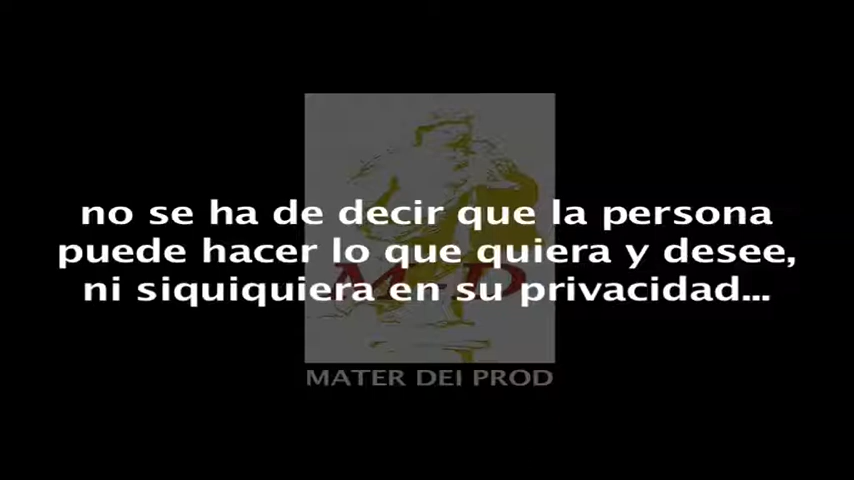 no se ha de decir que la persona
puede hacer lo que quiera y desee,
ni siquiquiera en su privacidad...
M D
MATER DEI PROD